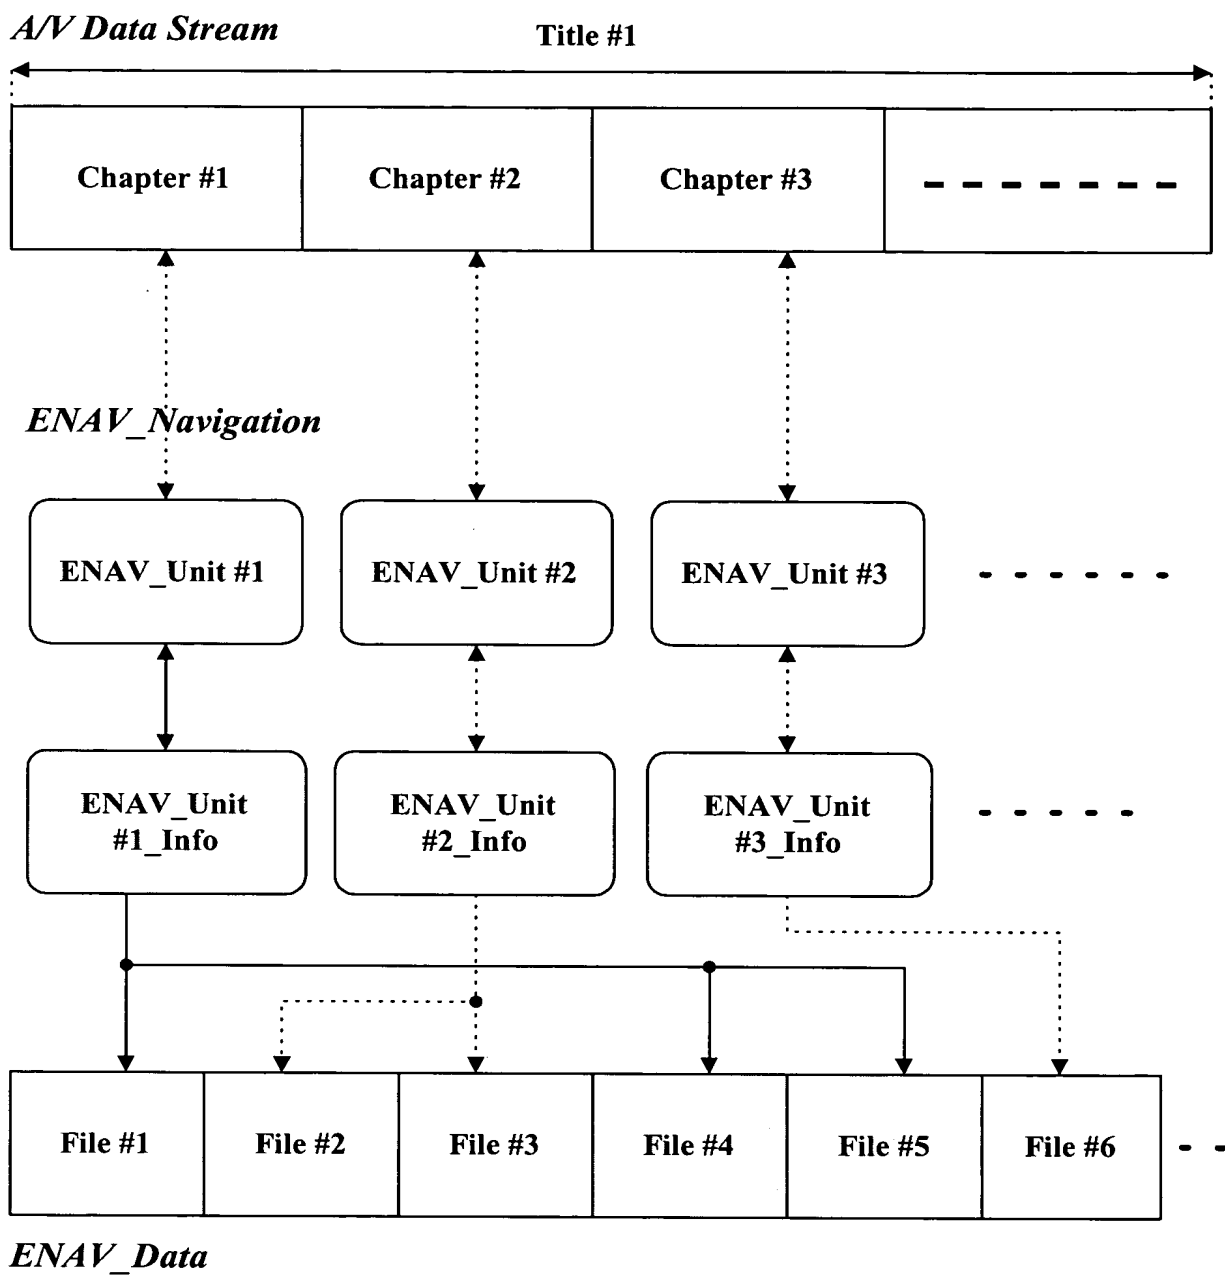 A/V Data Stream
Title #1
Chapter #1
Chapter #2
Chapter #3
ENAV_Navigation
ENAV_Unit #1
ENAV_Unit #2
ENAV_Unit #3
ENAV_Unit
#1_Info
ENAV_Unit
#2_Info
ENAV_Unit
#3_Info
File #1
File #2
File #3
File #4
File #5
File #6
ENAV_Data